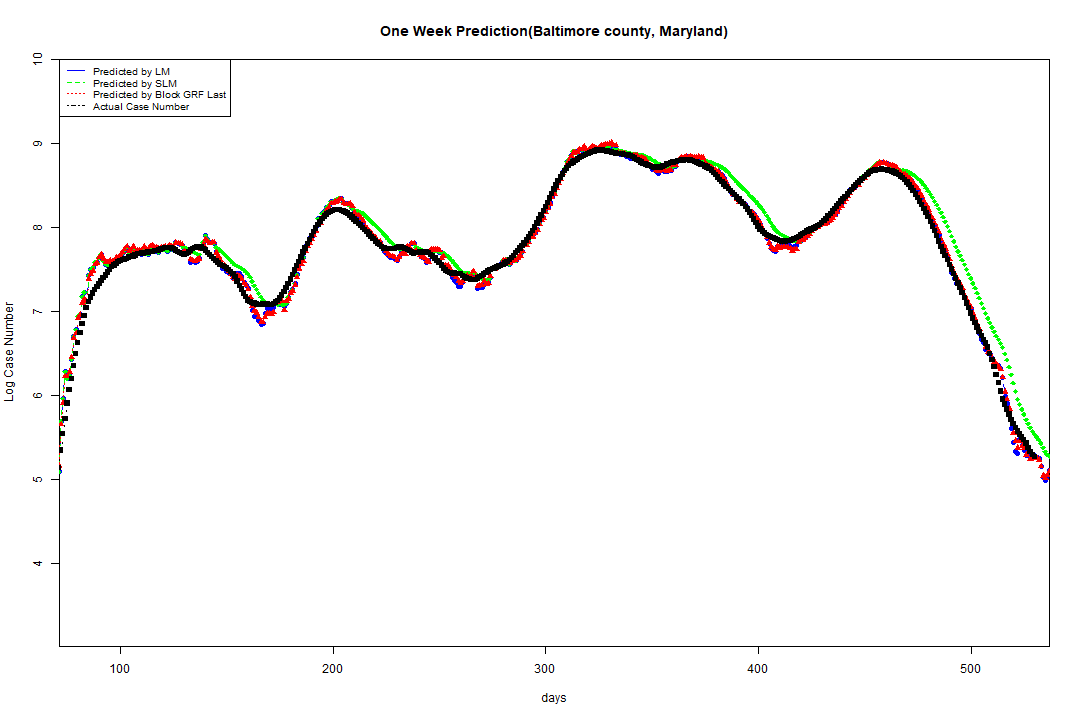 One Week Prediction(Baltimore county, Maryland)
Predicted by LM
Predicted by SLM
Predicted by Block GRF Last
Actual Case Number
10
9
8
7
6
5
4
Log Case Number
100 200 300 400 500
days